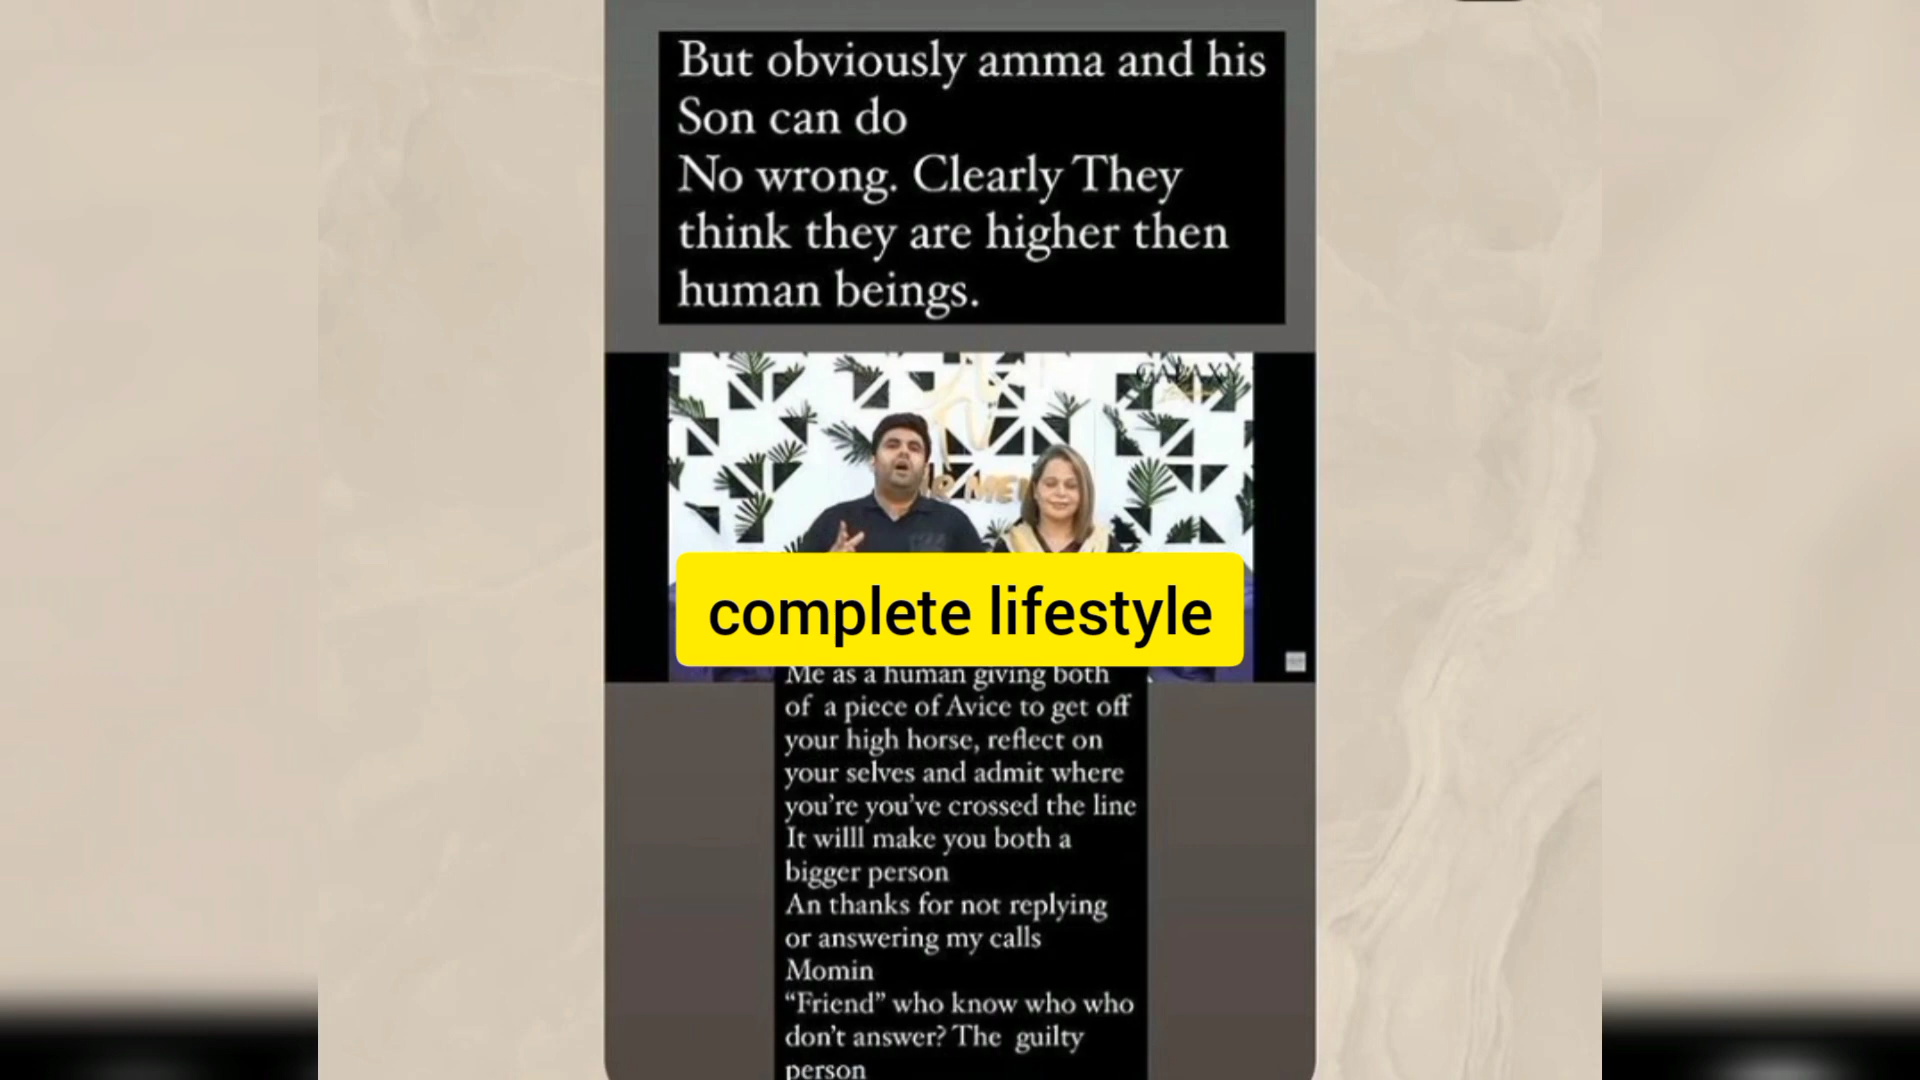 But obviously amma and his
Son can do
No wrong. Clearly They
think they are higher then
human beings.
GALAXY
complete lifestyle
Me as a human giving both
of a piece of Avice to get off
your high horse, reflect on
your selves and admit where
you're you've crossed the line
It willl make you both a
bigger person
An thanks for not replying
or answering my calls
Momin
“Friend” who know who who
don't answer? The guilty
person